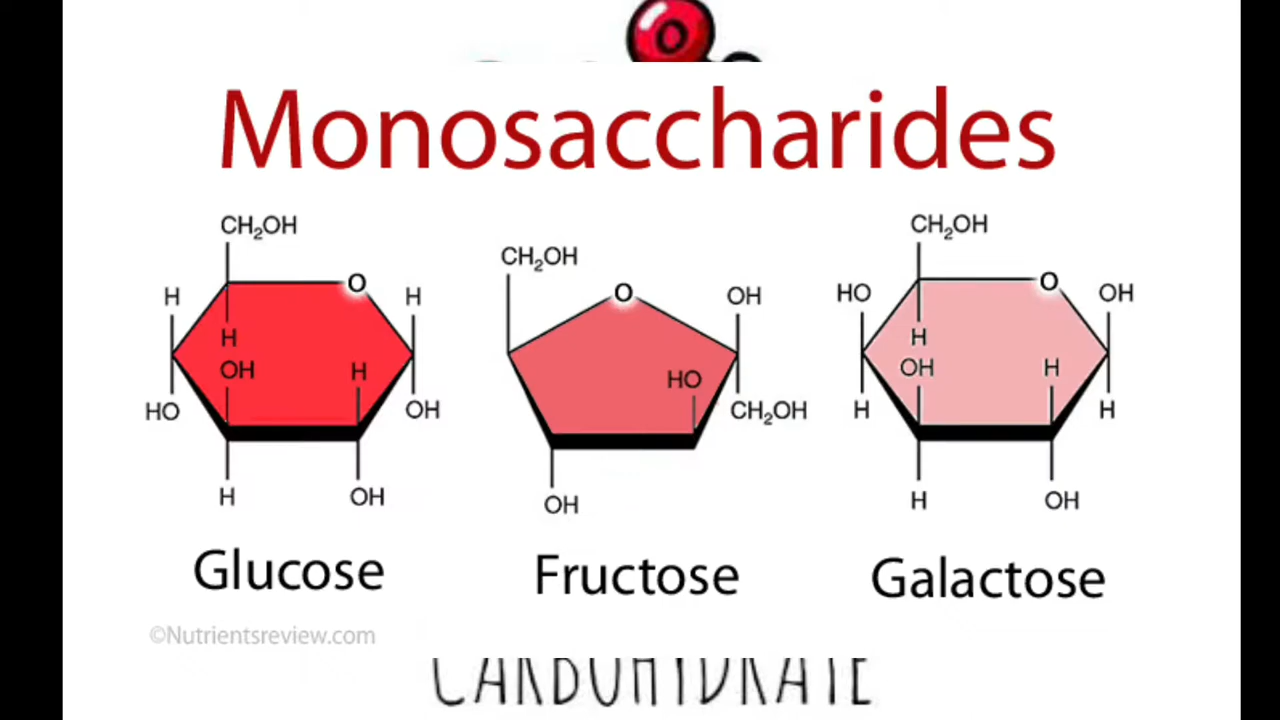 O
Monosaccharides
CH₂OH CH₂OH CH₂OH
H O H O OH HO O OH
H H
OH H HO OH H
HO OH CH₂OH H H
H OH OH H OH
Glucose Fructose Galactose
©Nutrientsreview.com
CARBOHYDRATE